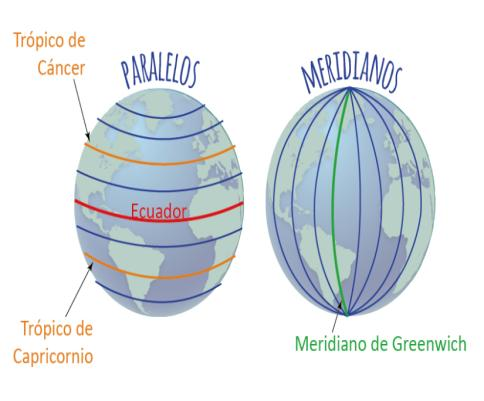 Trópico de
Cáncer
PARALELOS
MERIDIANOS
Ecuador
Trópico de
Capricornio
Meridiano de Greenwich